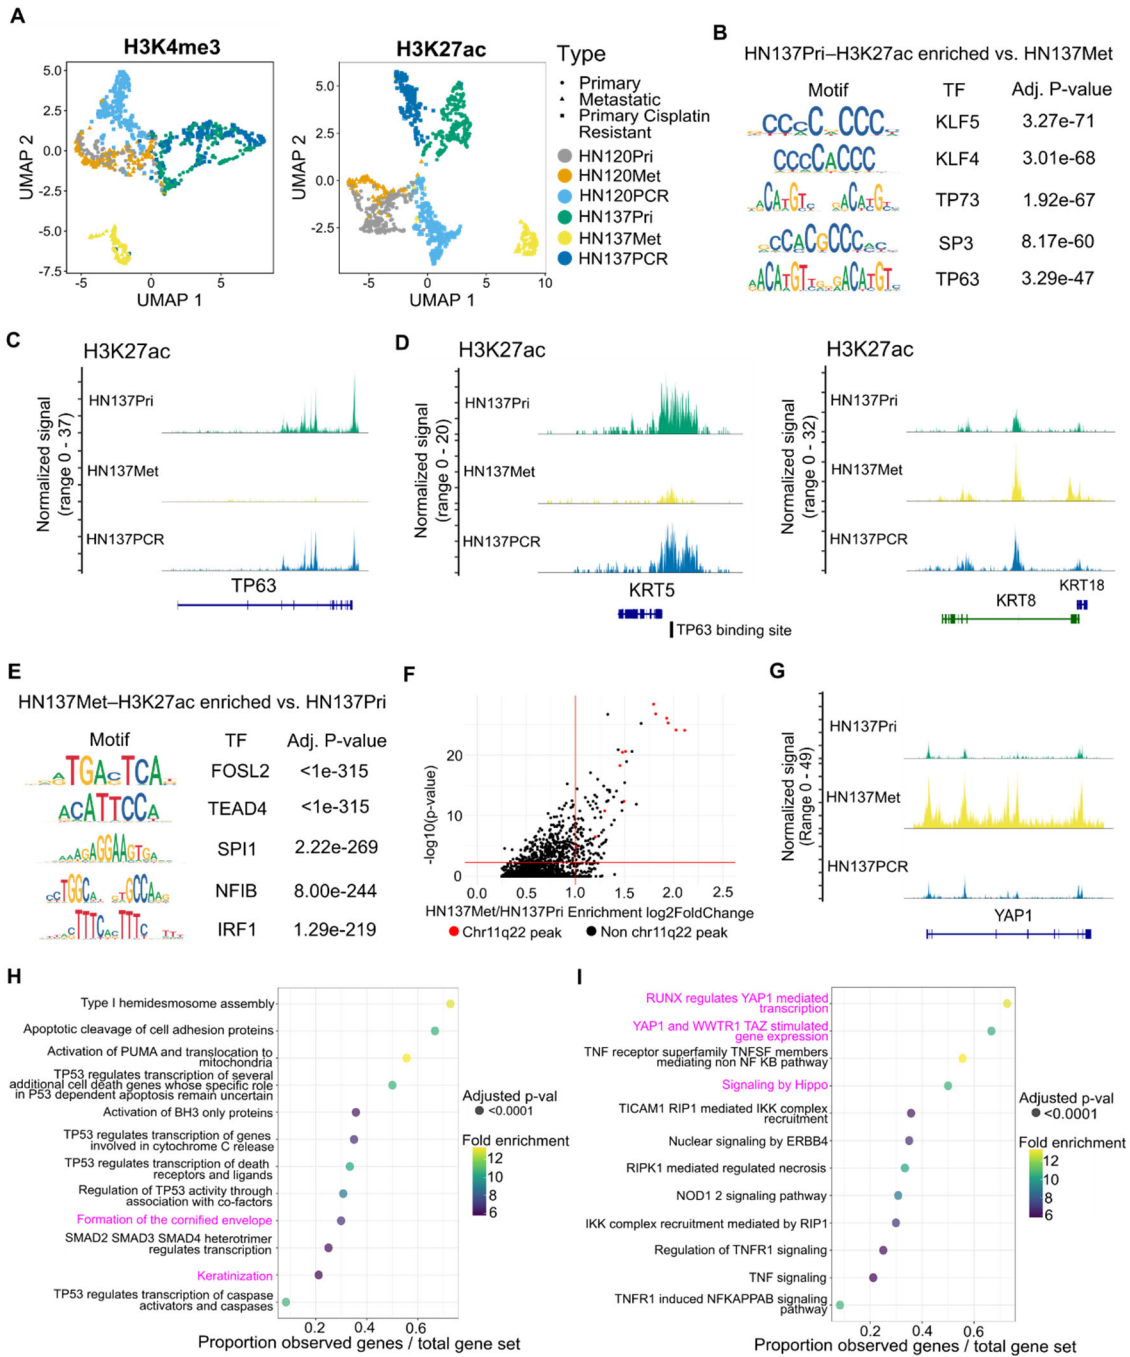 A
H3K4me3
H3K27ac
UMAP 2
5.0
2.5
0.0
-2.5
-5.0
-7.5
-5
0
5
UMAP 1
UMAP 2
5.0
2.5
0.0
-2.5
-5
0
5
10
UMAP 1
Type
Primary
Metastatic
Primary Cisplatin
Resistant
HN120Pri
HN120Met
HN120PCR
HN137Pri
HN137Met
HN137PCR
B
HN137Pri–H3K27ac enriched vs. HN137Met
Motif TF Adj. P-value
KLF5 3.27e-71
KLF4 3.01e-68
TP73 1.92e-67
SP3 8.17e-60
TP63 3.29e-47
C
H3K27ac
Normalized signal
(range 0 - 37)
HN137Pri
HN137Met
HN137PCR
TP63
D
H3K27ac
Normalized signal
(range 0 - 20)
HN137Pri
HN137Met
HN137PCR
KRT5
TP63 binding site
H3K27ac
Normalized signal
(range 0 - 32)
HN137Pri
HN137Met
HN137PCR
KRT18
KRT8
E
HN137Met–H3K27ac enriched vs. HN137Pri
Motif TF Adj. P-value
FOSL2 <1e-315
TEAD4 <1e-315
SPI1 2.22e-269
NFIB 8.00e-244
IRF1 1.29e-219
F
-log10(p-value)
20
10
0
0.0 0.5 1.0 1.5 2.0 2.5
HN137Met/HN137Pri Enrichment log2FoldChange
Chr11q22 peak
Non chr11q22 peak
G
Normalized signal
(Range 0 -49)
HN137Pri
HN137Met
HN137PCR
YAP1
H
Type I hemidesmosome assembly
Apoptotic cleavage of cell adhesion proteins
Activation of PUMA and translocation to
mitochondria
TP53 regulates transcription of several
additional cell death genes whose specific role
in P53 dependent apoptosis remain uncertain
Activation of BH3 only proteins
TP53 regulates transcription of genes
involved in cytochrome C release
TP53 regulates transcription of death
receptors and ligands
Regulation of TP53 activity through
association with co-factors
Formation of the cornified envelope
SMAD2 SMAD3 SMAD4 heterotrimer
regulates transcription
Keratinization
TP53 regulates transcription of caspase
activators and caspases
0.2 0.4 0.6
Proportion observed genes / total gene set
Adjusted p-val
<0.0001
Fold enrichment
12
10
8
6
I
RUNX regulates YAP1 mediated
transcription
YAP1 and WWTR1 TAZ stimulated
gene expression
TNF receptor superfamily TNFSF members
mediating non NF KB pathway
Signaling by Hippo
TICAM1 RIP1 mediated IKK complex
recruitment
Nuclear signaling by ERBB4
RIPK1 mediated regulated necrosis
NOD1 2 signaling pathway
IKK complex recruitment mediated by RIP1
Regulation of TNFR1 signaling
TNF signaling
TNFR1 induced NFKAPPAB signaling
pathway
0.2 0.4 0.6
Proportion observed genes / total gene set
Adjusted p-val
<0.0001
Fold enrichment
12
10
8
6